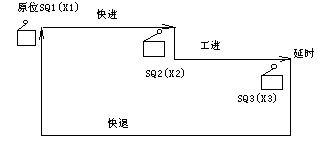 原位SQ1(X1)
快进
工进
延时
SQ2(X2)
SQ3(X3)
快退